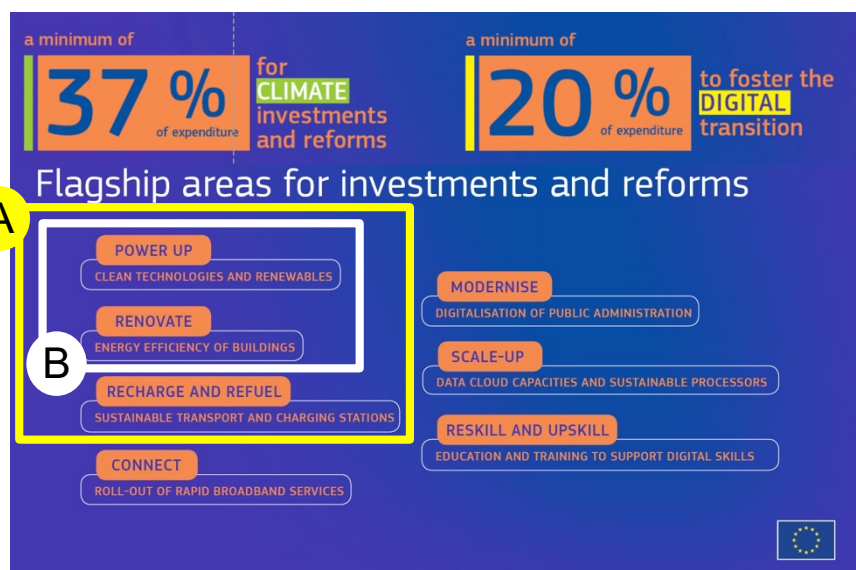 a minimum of
37 %
of expenditure
for
CLIMATE
investments
and reforms
a minimum of
20 %
of expenditure
to foster the
DIGITAL
transition
Flagship areas for investments and reforms
A
B
POWER UP
CLEAN TECHNOLOGIES AND RENEWABLES
RENOVATE
ENERGY EFFICIENCY OF BUILDINGS
RECHARGE AND REFUEL
SUSTAINABLE TRANSPORT AND CHARGING STATIONS
CONNECT
ROLL-OUT OF RAPID BROADBAND SERVICES
MODERNISE
DIGITALISATION OF PUBLIC ADMINISTRATION
SCALE-UP
DATA CLOUD CAPACITIES AND SUSTAINABLE PROCESSORS
RESKILL AND UPSKILL
EDUCATION AND TRAINING TO SUPPORT DIGITAL SKILLS